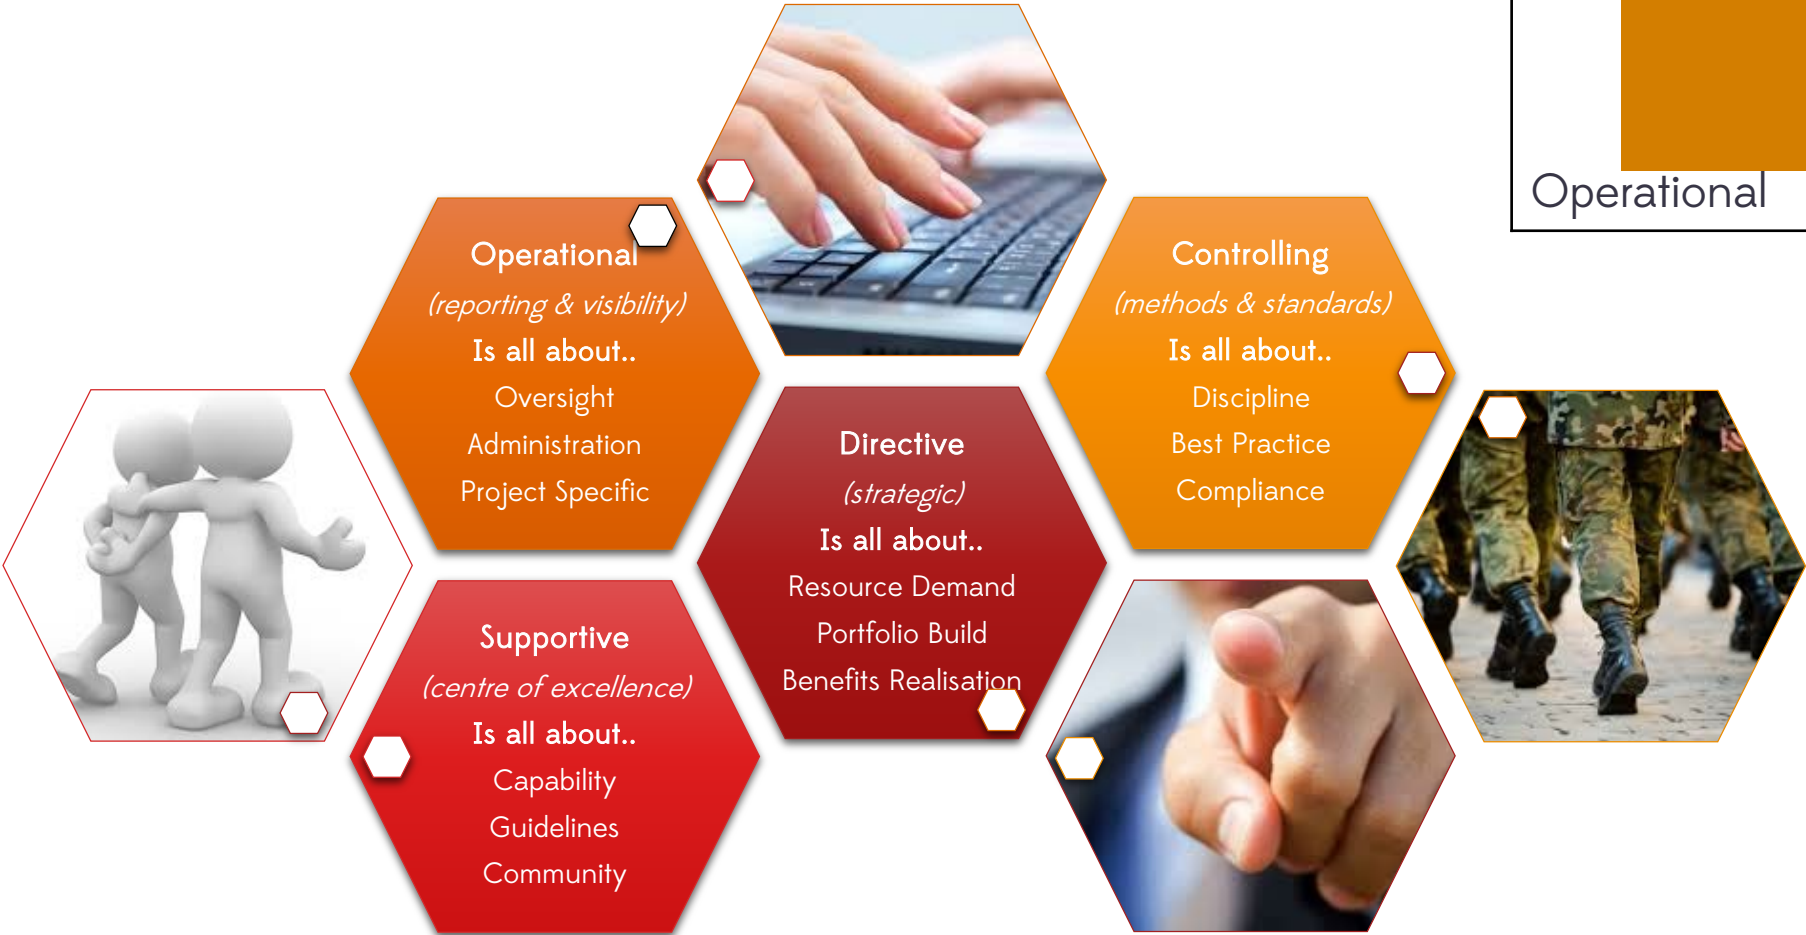 Operational
Operational
(reporting & visibility)
Is all about..
Oversight
Administration
Project Specific
Controlling
(methods & standards)
Is all about..
Discipline
Best Practice
Compliance
Directive
(strategic)
Is all about..
Resource Demand
Portfolio Build
Benefits Realisation
Supportive
(centre of excellence)
Is all about..
Capability
Guidelines
Community